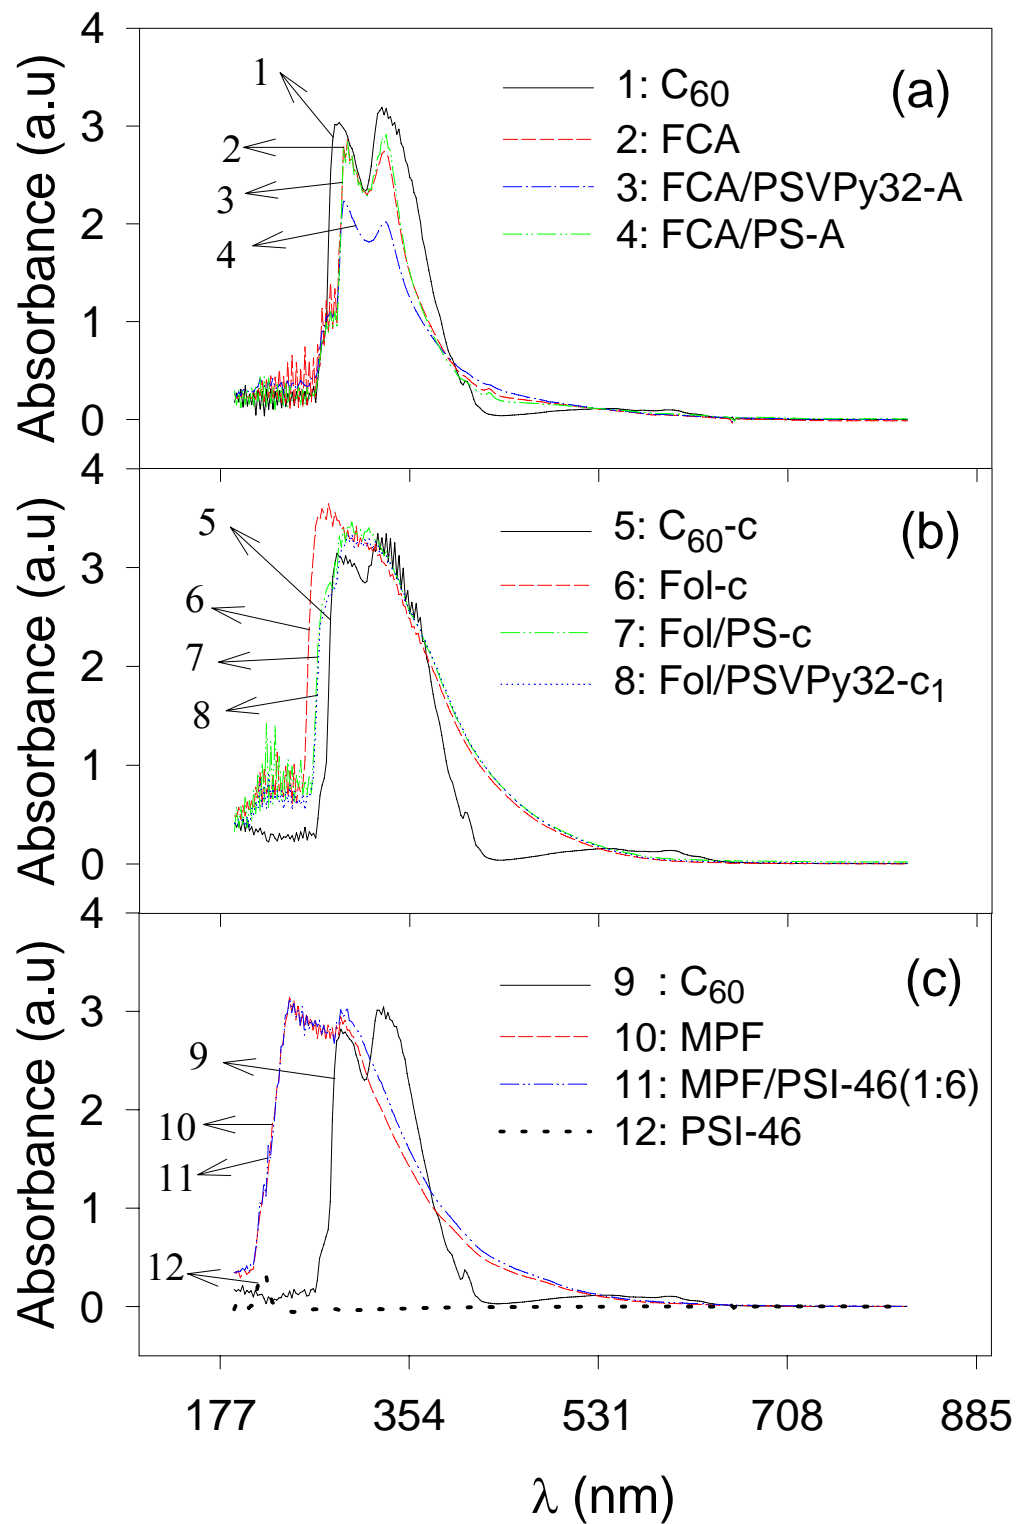 4
3
2
1
0
Absorbance (a.u)
(a)
1: C60
2: FCA
3: FCA/PSVPy32-A
4: FCA/PS-A
1
2
3
4
4
3
2
1
0
Absorbance (a.u)
(b)
5: C60-c
6: Fol-c
7: Fol/PS-c
8: Fol/PSVPy32-c1
5
6
7
8
4
3
2
1
0
Absorbance (a.u)
(c)
9 : C60
10: MPF
11: MPF/PSI-46(1:6)
12: PSI-46
9
10
11
12
177 354 531 708 885
λ (nm)